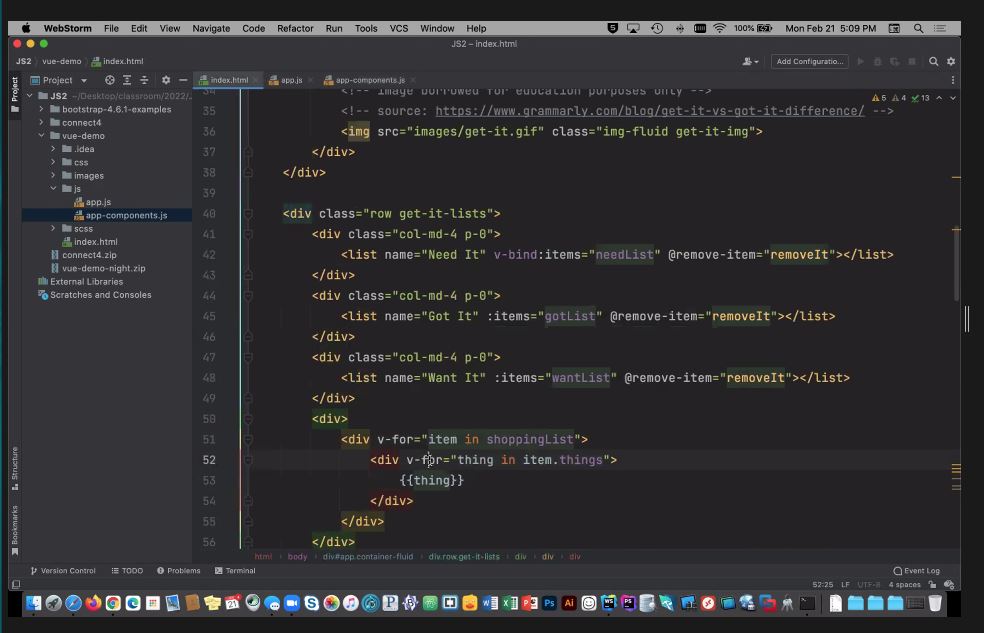 WebStorm File Edit View Navigate Code Refactor Run Tools VCS Window Help 100% Mon Feb 21 5:09 PM
JS2 – index.html
JS2 › vue-demo › index.html Add Configuratio...
Project index.html app.js app-components.js
JS2 ~/Desktop/classroom/2022/
bootstrap-4.6.1-examples
connect4
vue-demo
.idea
css
images
js
app.js
app-components.js
scss
index.html
connect4.zip
vue-demo-night.zip
External Libraries
Scratches and Consoles
Project
Structure
Bookmarks
5 4 13
34 <!-- image borrowed for education purposes only -->
35 <!-- source: https://www.grammarly.com/blog/get-it-vs-got-it-difference/ -->
36 <img src="images/get-it.gif" class="img-fluid get-it-img">
37 </div>
38 </div>
39
40 <div class="row get-it-lists">
41 <div class="col-md-4 p-0">
42 <list name="Need It" v-bind:items="needList" @remove-item="removeIt"></list>
43 </div>
44 <div class="col-md-4 p-0">
45 <list name="Got It" :items="gotList" @remove-item="removeIt"></list>
46 </div>
47 <div class="col-md-4 p-0">
48 <list name="Want It" :items="wantList" @remove-item="removeIt"></list>
49 </div>
50 <div>
51 <div v-for="item in shoppingList">
52 <div v-for="thing in item.things">
53 {{thing}}
54 </div>
55 </div>
56 </div>
html › body › div#app.container-fluid › div.row.get-it-lists › div › div › div
Version Control TODO Problems Terminal Event Log
52:25 LF UTF-8 4 spaces